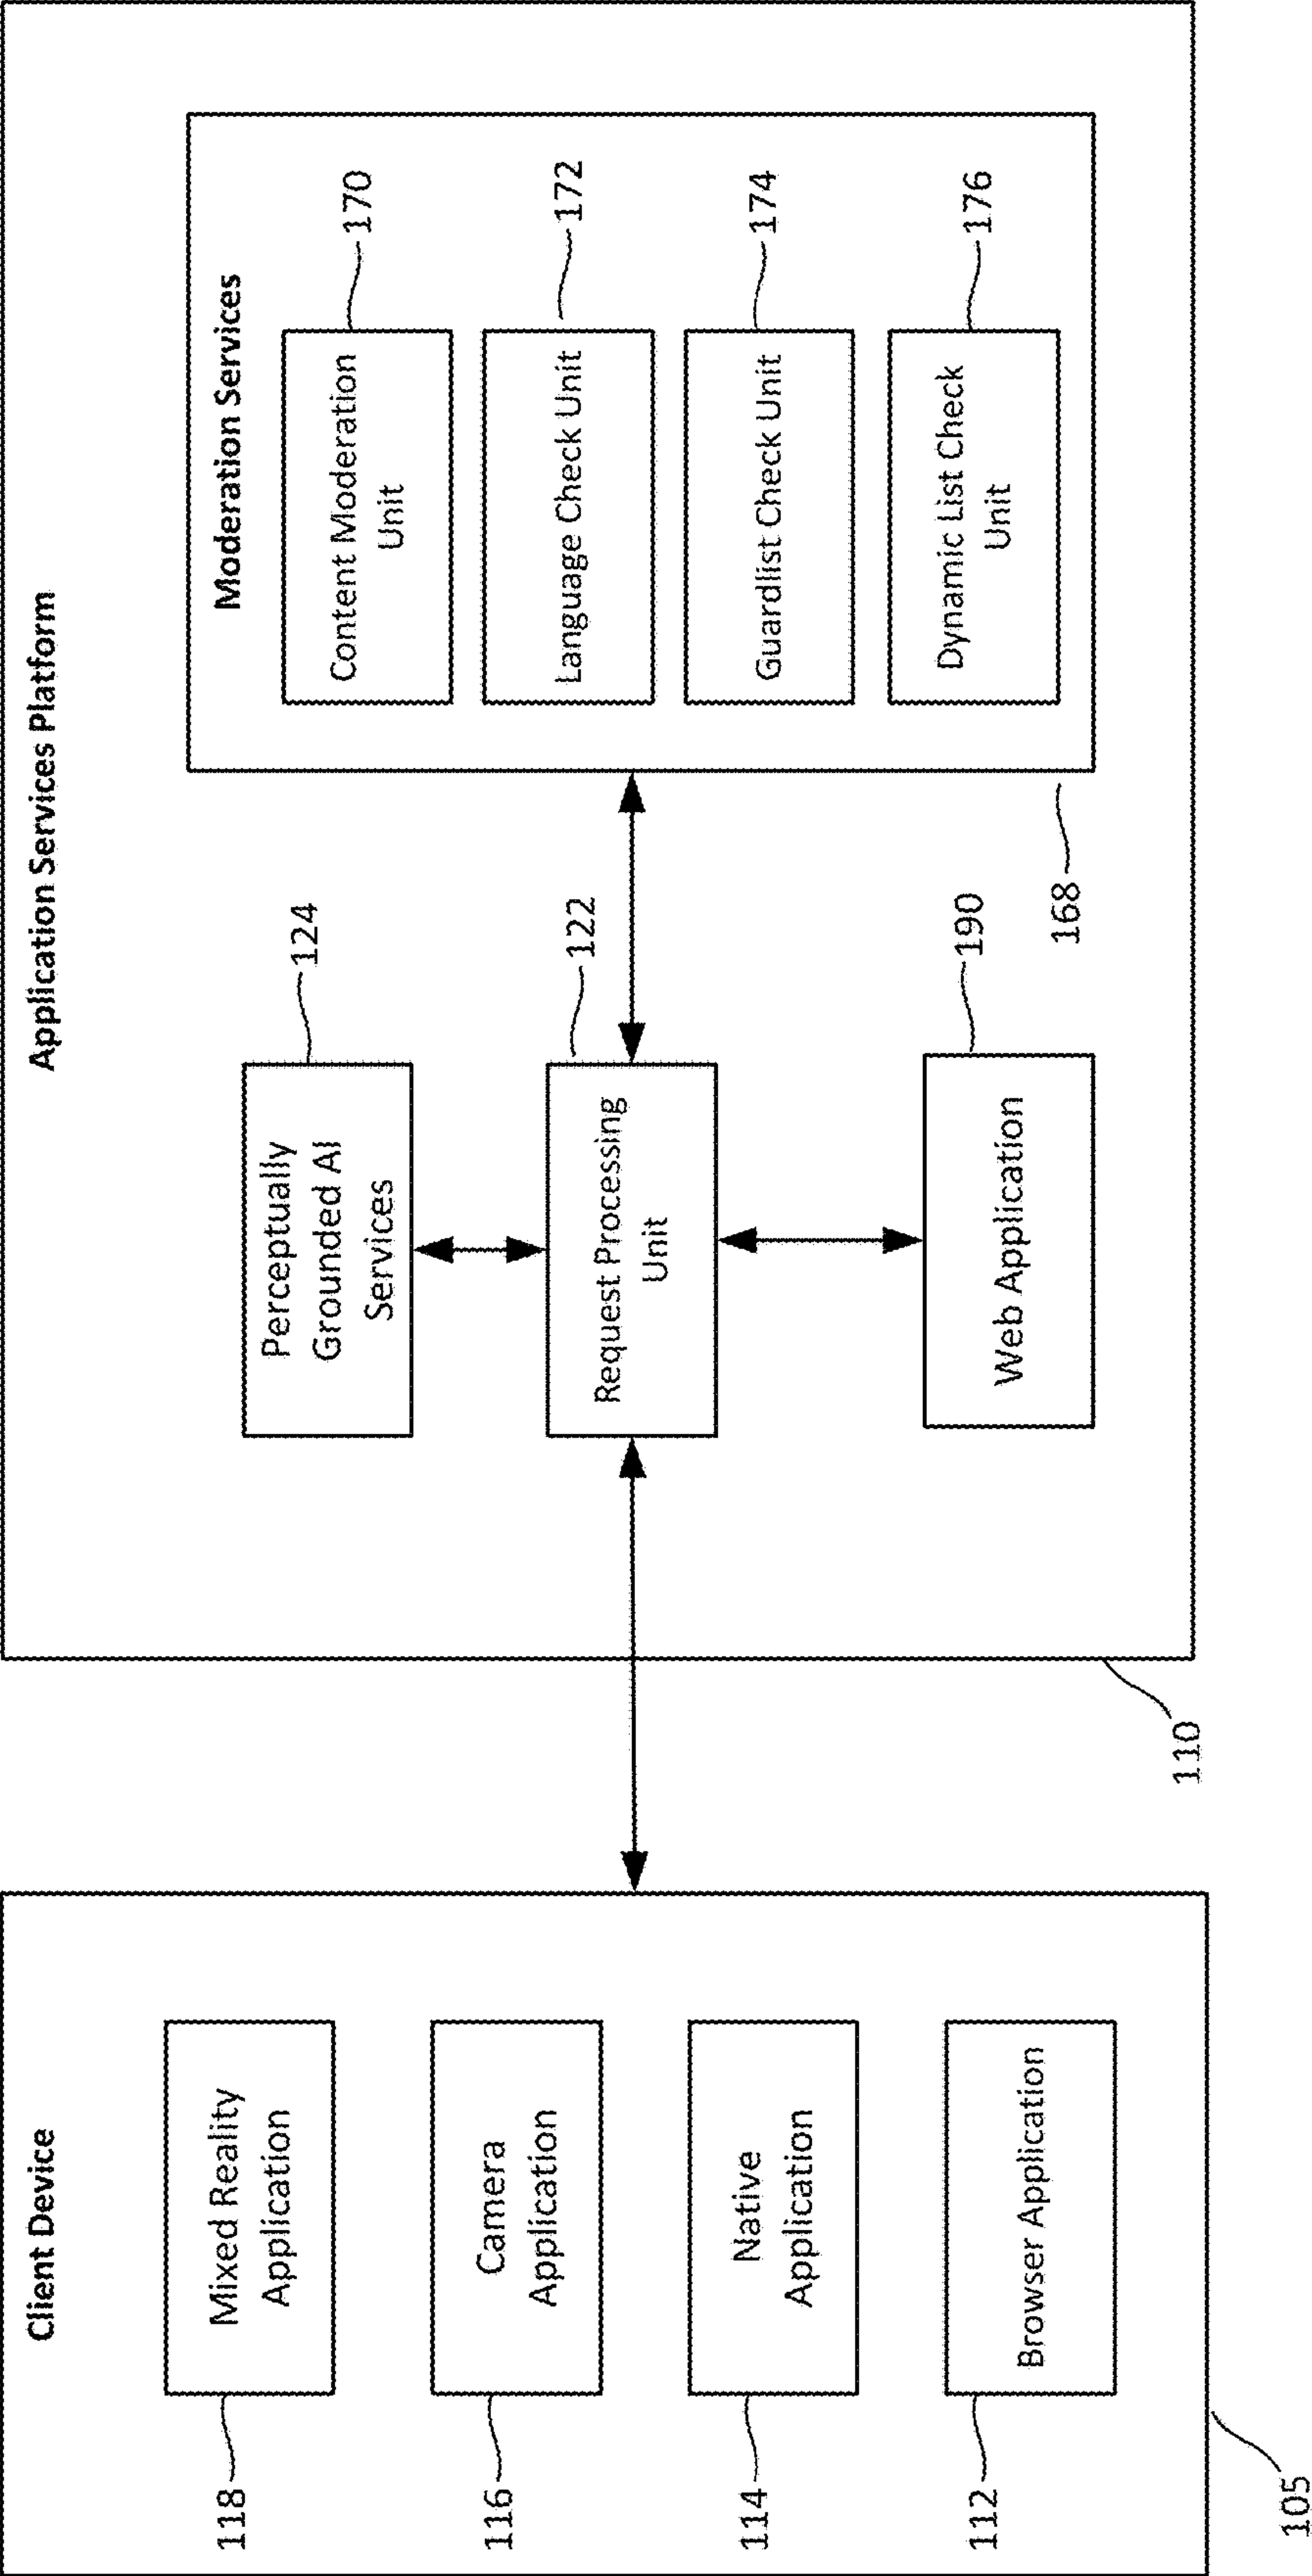 Client Device
118
Mixed Reality
Application
116
Camera
Application
114
Native
Application
112
Browser Application
105
Application Services Platform
124
Perceptually
Grounded AI
Services
122
Request Processing
Unit
190
Web Application
110
Moderation Services
170
Content Moderation
Unit
172
Language Check Unit
174
Guardlist Check Unit
176
Dynamic List Check
Unit
168